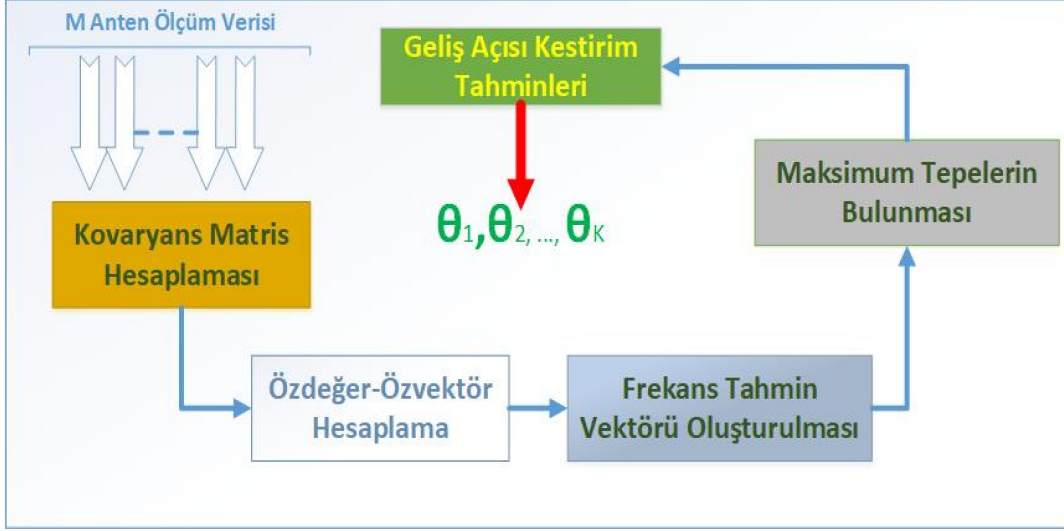 M Anten Ölçüm Verisi
Kovaryans Matris
Hesaplaması
Özdeğer-Özvektör
Hesaplama
Frekans Tahmin
Vektörü Oluşturulması
Maksimum Tepelerin
Bulunması
Geliş Açısı Kestirim
Tahminleri
θ1,θ2, ..., θK